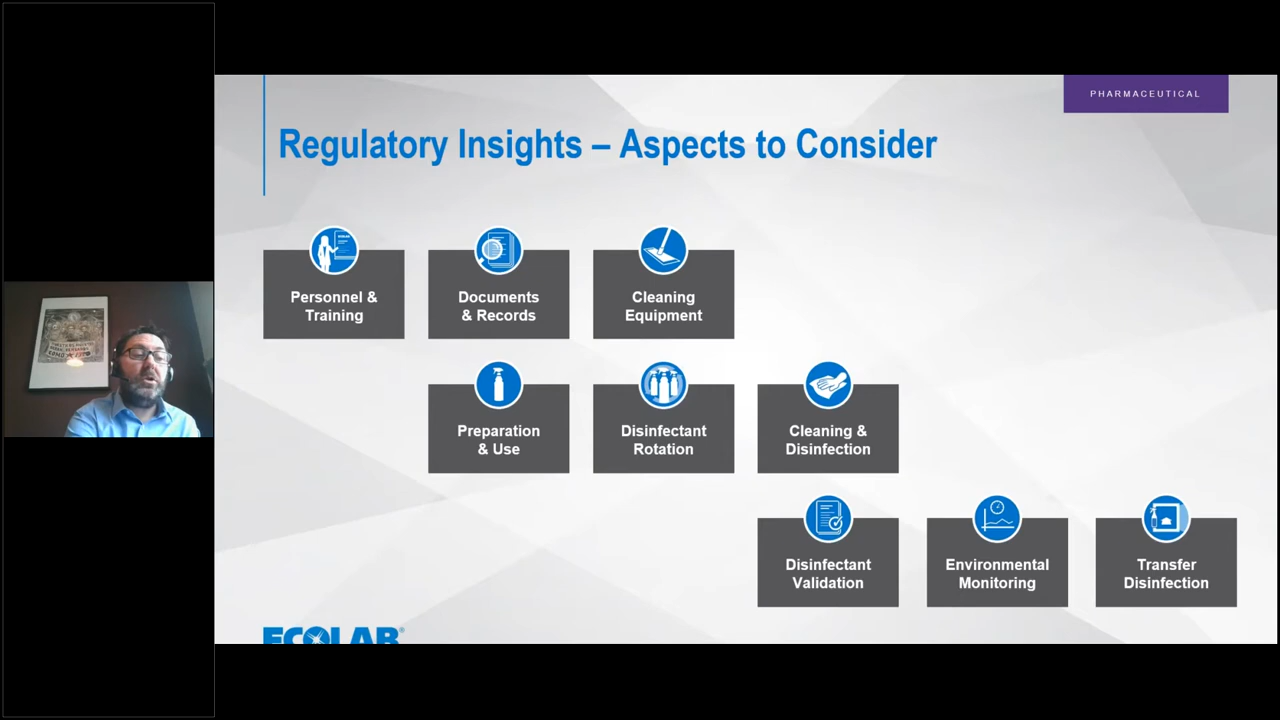 PHARMACEUTICAL
Regulatory Insights – Aspects to Consider
Personnel &
Training
Documents
& Records
Cleaning
Equipment
Preparation
& Use
Disinfectant
Rotation
Cleaning &
Disinfection
Disinfectant
Validation
Environmental
Monitoring
Transfer
Disinfection
ECOLAB®